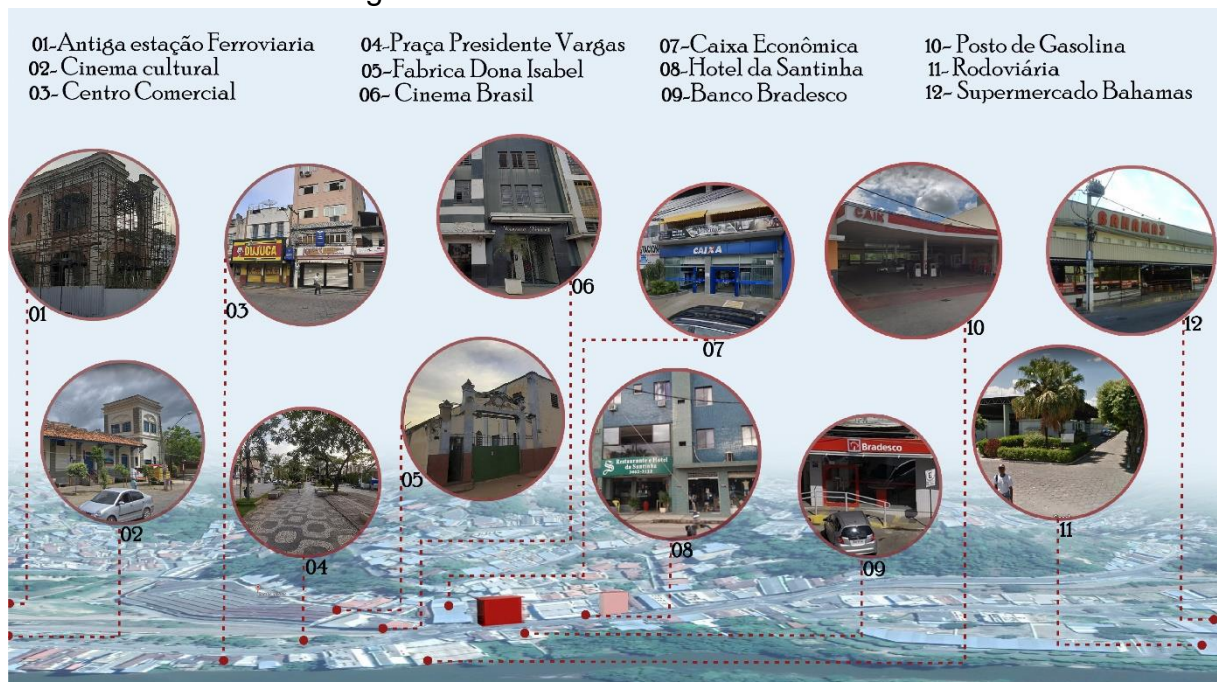 01-Antiga estação Ferroviaria
02- Cinema cultural
03- Centro Comercial
04-Praça Presidente Vargas
05-Fabrica Dona Isabel
06- Cinema Brasil
07-Caixa Econômica
08-Hotel da Santinha
09-Banco Bradesco
10- Posto de Gasolina
11- Rodoviária
12- Supermercado Bahamas
DUJUCA
CAIXA
CAIK
BAHAMAS
01
03
06
07
10
12
Restaurante e Hotel
da Santinha
Bradesco
02
04
05
08
09
11